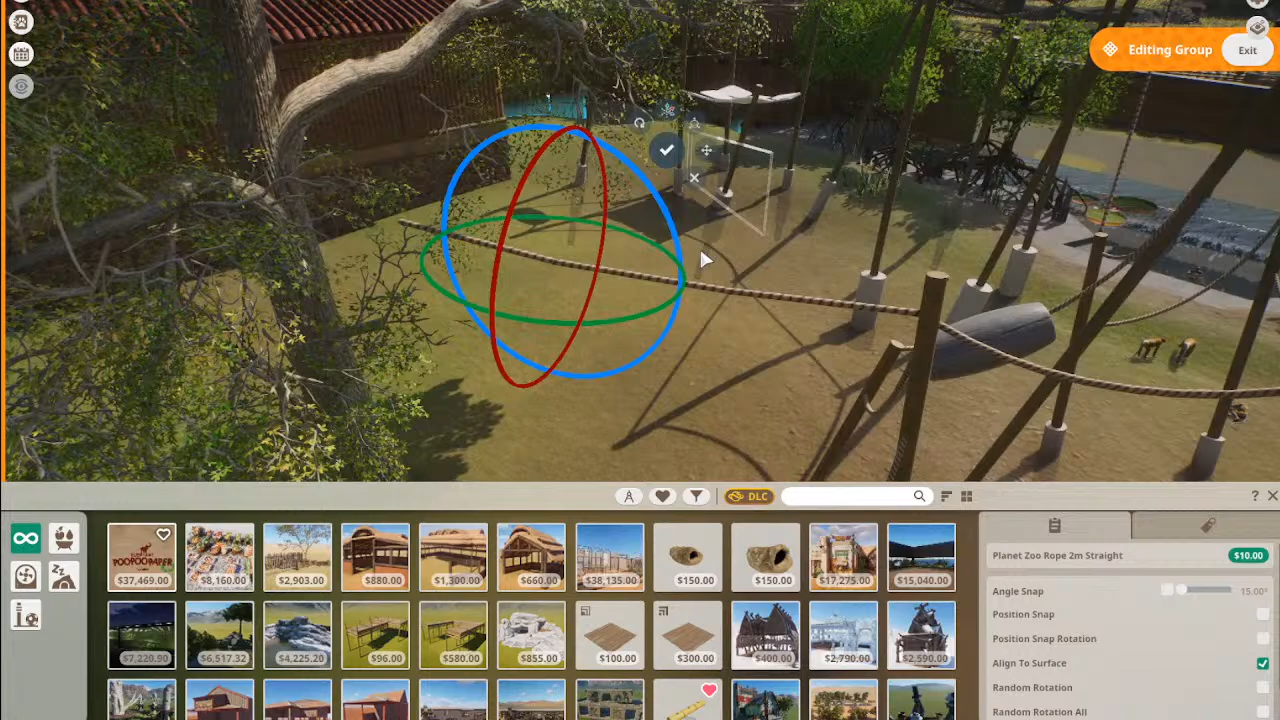 Editing Group
Exit
DLC
?
POOPOOPAPER
$37,469.00
$8,160.00
$2,903.00
$880.00
$1,300.00
$660.00
$38,135.00
$150.00
$150.00
$17,275.00
$15,040.00
$7,220.90
$6,517.32
$4,225.20
$96.00
$580.00
$855.00
$100.00
$300.00
$400.00
$2,790.00
$2,590.00
Planet Zoo Rope 2m Straight
$10.00
Angle Snap
15.00°
Position Snap
Position Snap Rotation
Align To Surface
Random Rotation
Random Rotation All